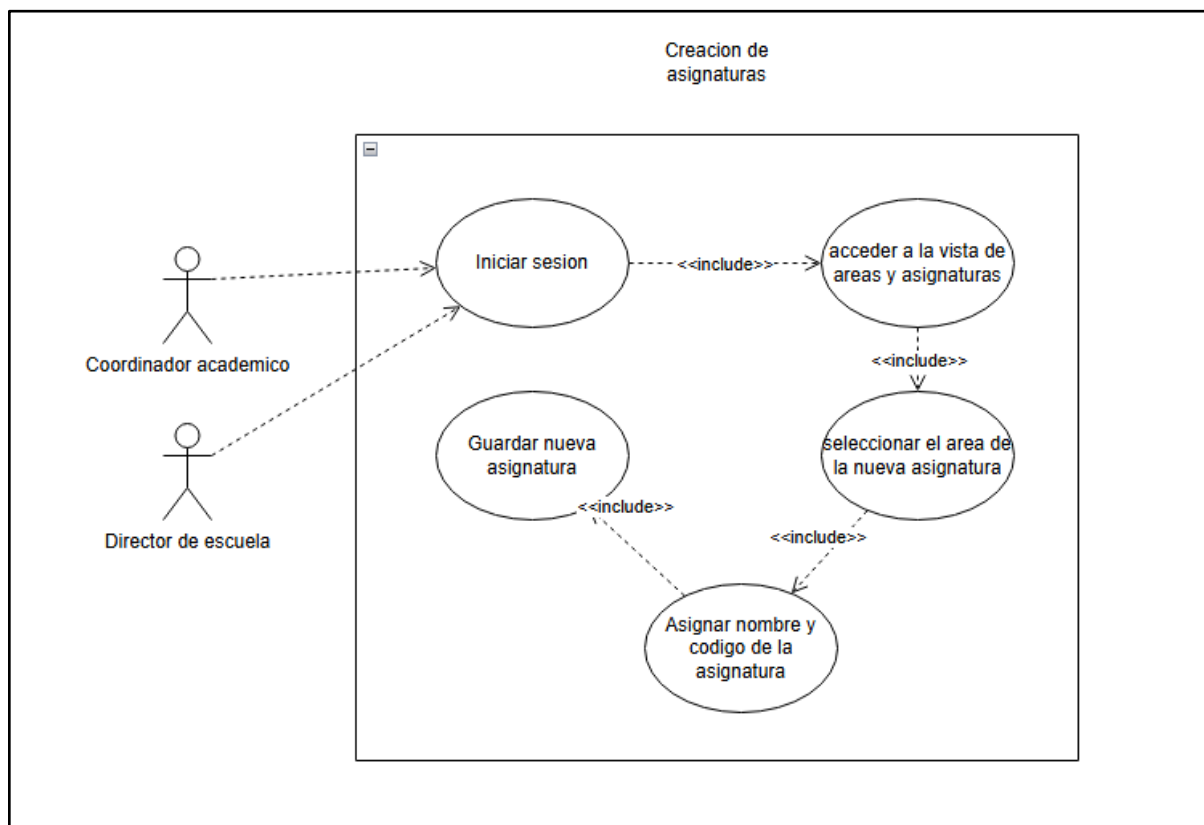 Creacion de
asignaturas
Iniciar sesion
<<include>>
acceder a la vista de
areas y asignaturas
Coordinador academico
<<include>>
Guardar nueva
asignatura
seleccionar el area de
la nueva asignatura
<<include>>
<<include>>
Director de escuela
Asignar nombre y
codigo de la
asignatura